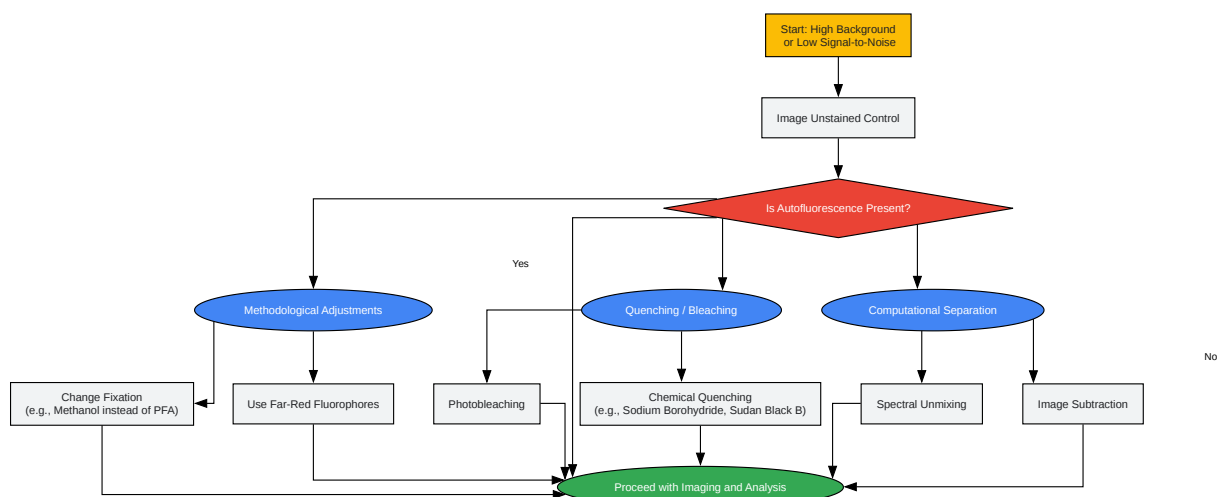 Start: High Background
or Low Signal-to-Noise
Image Unstained Control
Is Autofluorescence Present?
Yes
Methodological Adjustments
Quenching / Bleaching
Computational Separation
No
Change Fixation
(e.g., Methanol instead of PFA)
Use Far-Red Fluorophores
Photobleaching
Chemical Quenching
(e.g., Sodium Borohydride, Sudan Black B)
Spectral Unmixing
Image Subtraction
Proceed with Imaging and Analysis